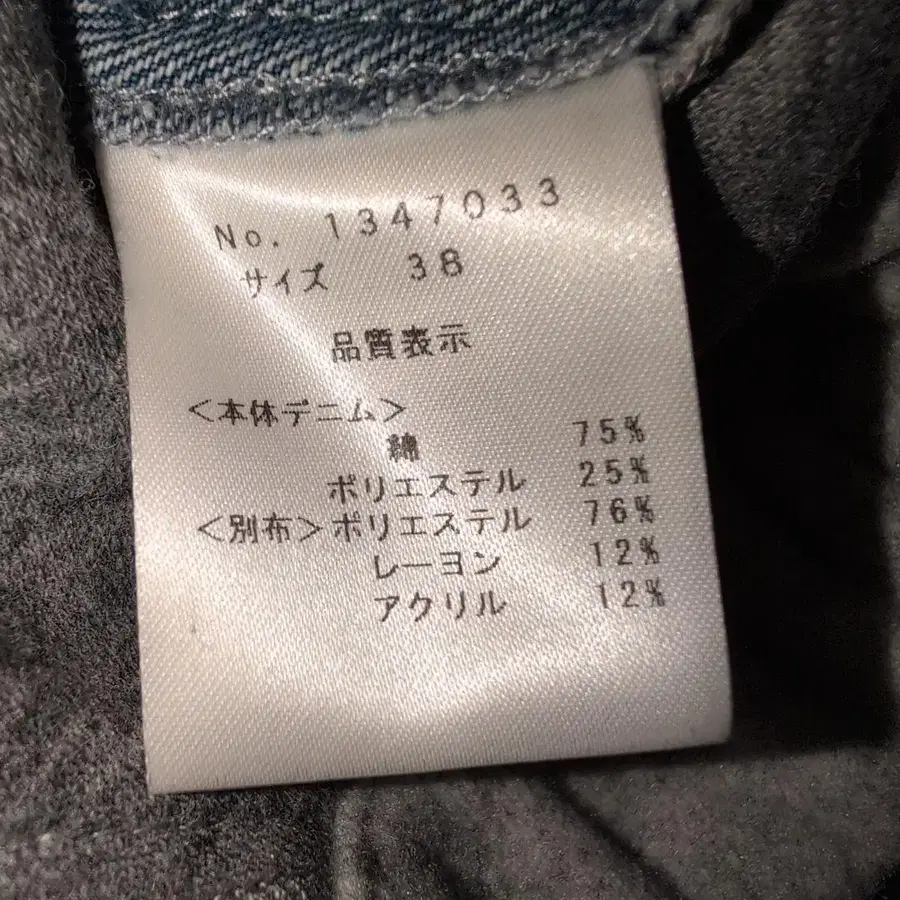 No. 1347033
サイズ 38
品質表示
<本体デニム>
綿 75%
ポリエステル 25%
<別布>ポリエステル 76%
レーヨン 12%
アクリル 12%